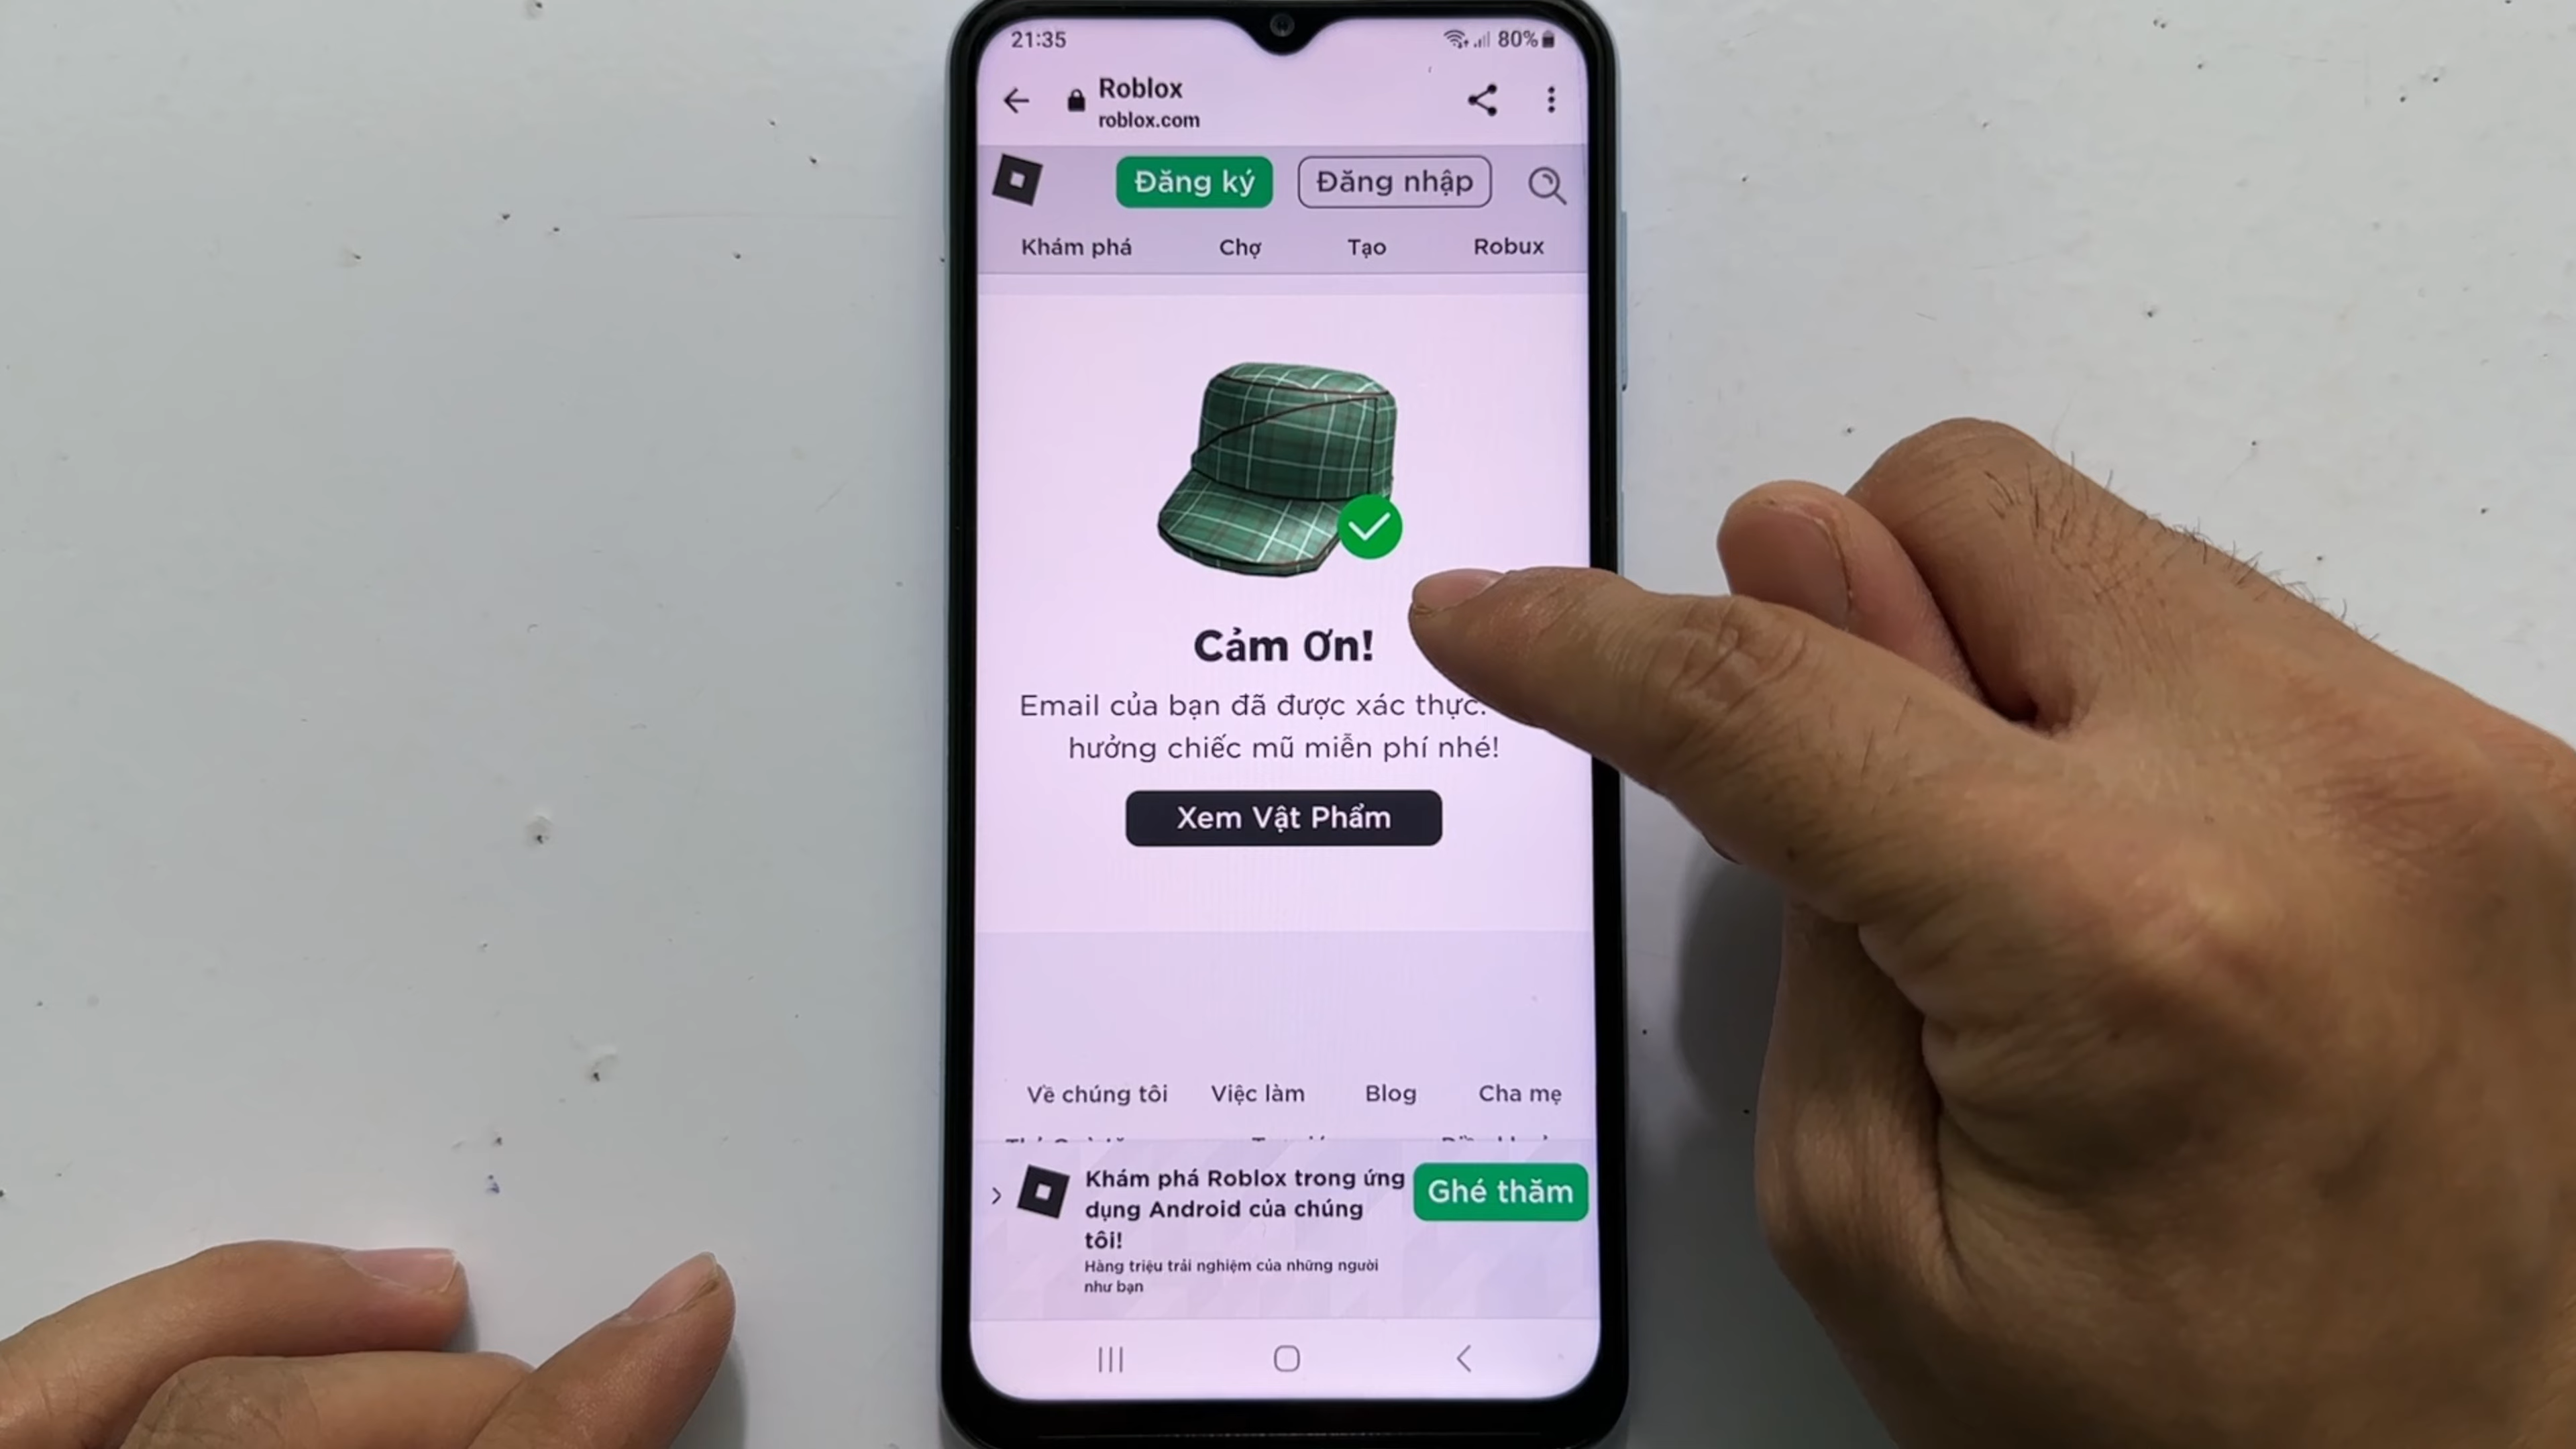 21:35
80%
Roblox
roblox.com
Đăng ký
Đăng nhập
Khám phá
Chợ
Tạo
Robux
Cảm Ơn!
Email của bạn đã được xác thực.
hưởng chiếc mũ miễn phí nhé!
Xem Vật Phẩm
Về chúng tôi
Việc làm
Blog
Cha mẹ
Khám phá Roblox trong ứng
dụng Android của chúng
tôi!
Ghé thăm
Hàng triệu trải nghiệm của những người
như bạn